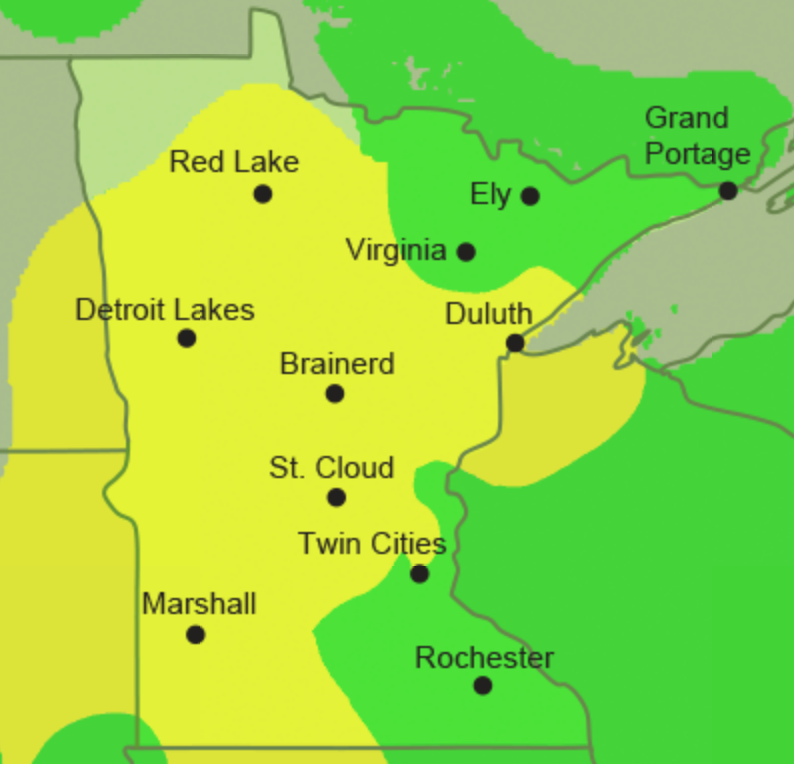 Grand
Portage
Red Lake
Ely
Virginia
Detroit Lakes
Duluth
Brainerd
St. Cloud
Twin Cities
Marshall
Rochester